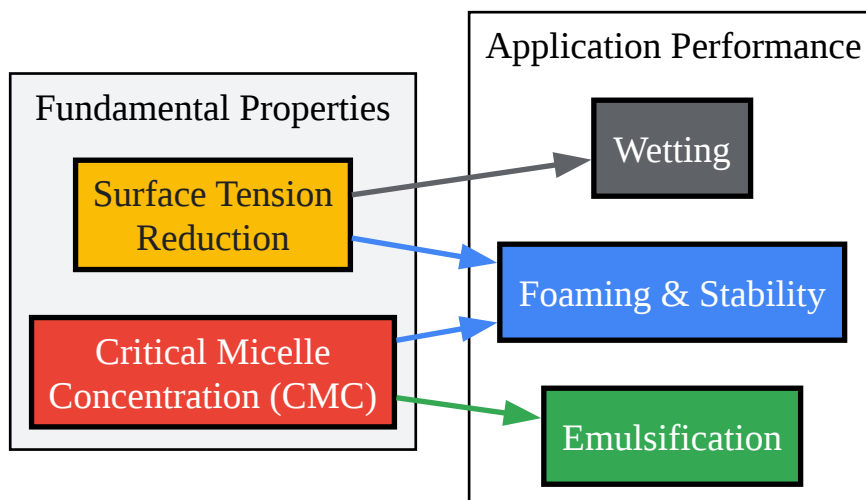 Fundamental Properties
Surface Tension
Reduction
Critical Micelle
Concentration (CMC)
Application Performance
Wetting
Foaming & Stability
Emulsification